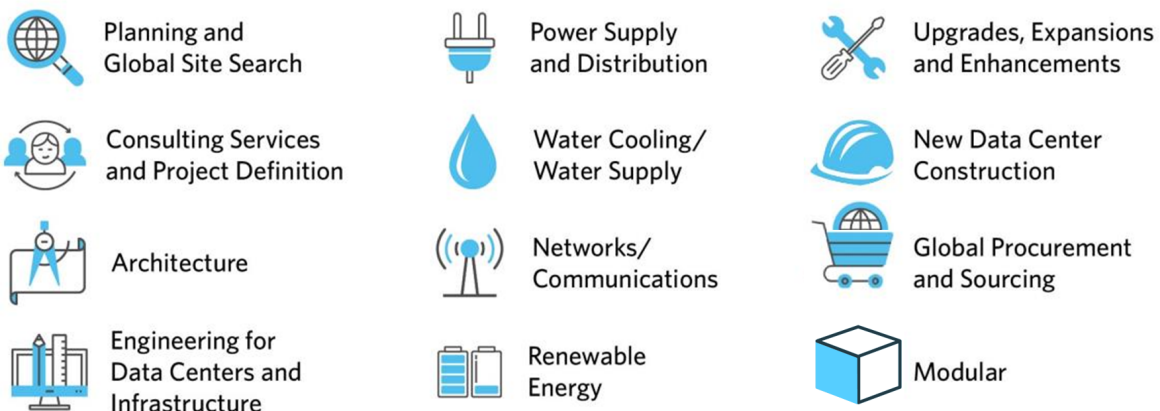 Planning and
Global Site Search
Consulting Services
and Project Definition
Architecture
Engineering for
Data Centers and
Infrastructure
Power Supply
and Distribution
Water Cooling/
Water Supply
Networks/
Communications
Renewable
Energy
Upgrades, Expansions
and Enhancements
New Data Center
Construction
Global Procurement
and Sourcing
Modular